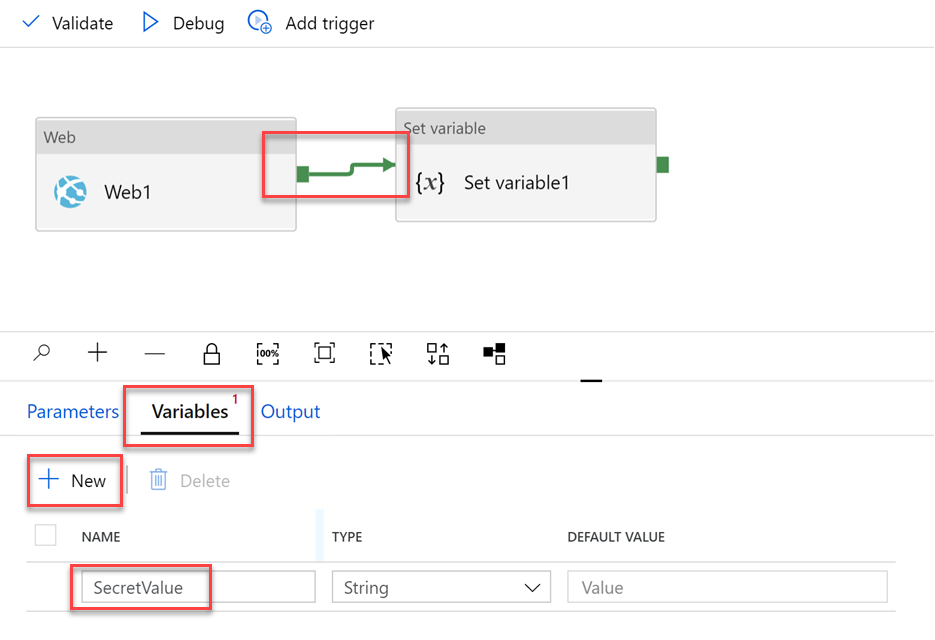 Validate Debug Add trigger
Web
Set variable
Web1
{x} Set variable1
100%
Parameters Variables 1 Output
New Delete
NAME TYPE DEFAULT VALUE
SecretValue String Value